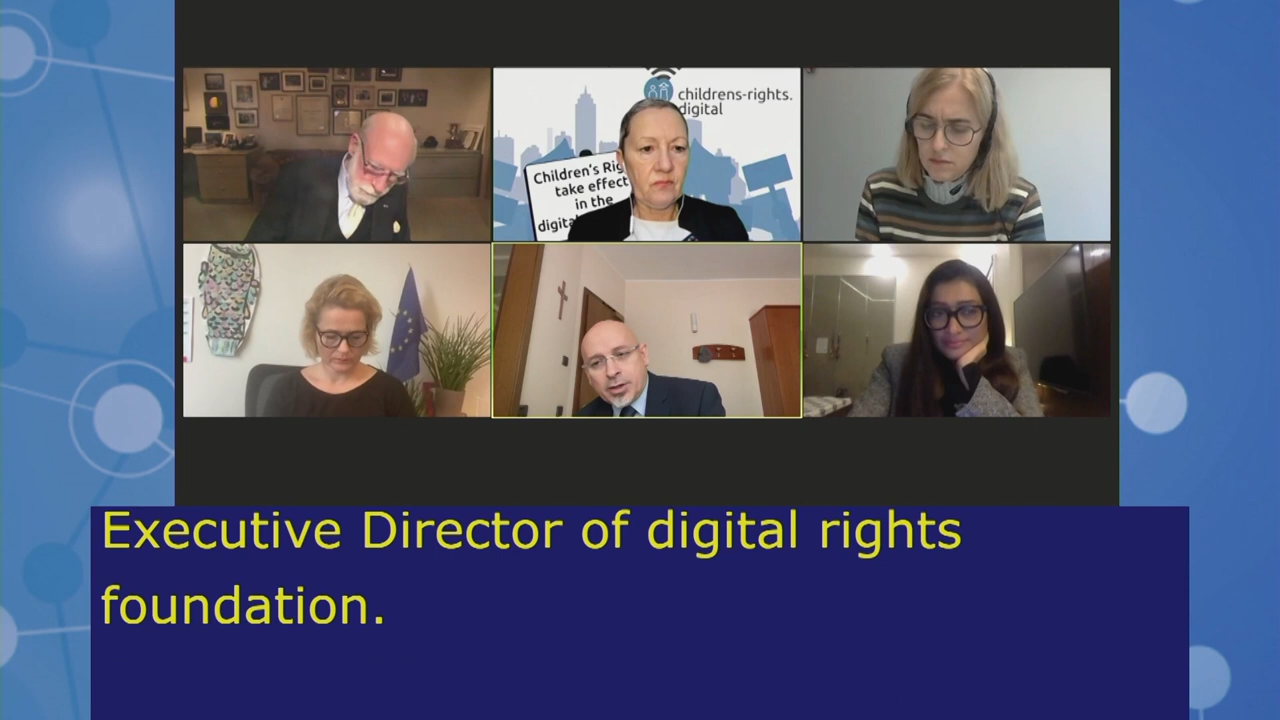 childrens-rights.
digital
Children's Rig
take effect
in the
digita
Executive Director of digital rights
foundation.